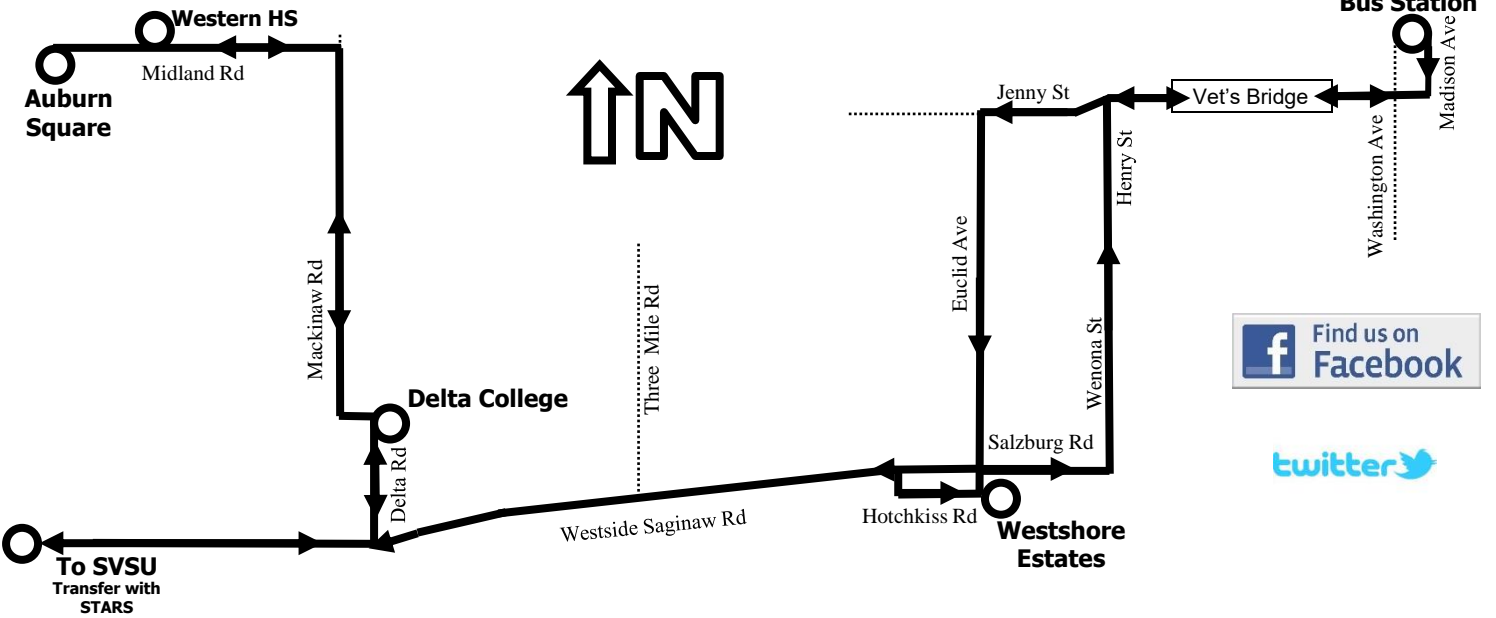 Bus Station
Western HS
Midland Rd
Auburn
Square
N
Jenny St
Vet's Bridge
Madison Ave
Washington Ave
Henry St
Euclid Ave
Mackinaw Rd
Three Mile Rd
Wenona St
Find us on
Facebook
Delta College
Salzburg Rd
twitter
Delta Rd
Hotchkiss Rd
Westside Saginaw Rd
Westshore
Estates
To SVSU
Transfer with
STARS